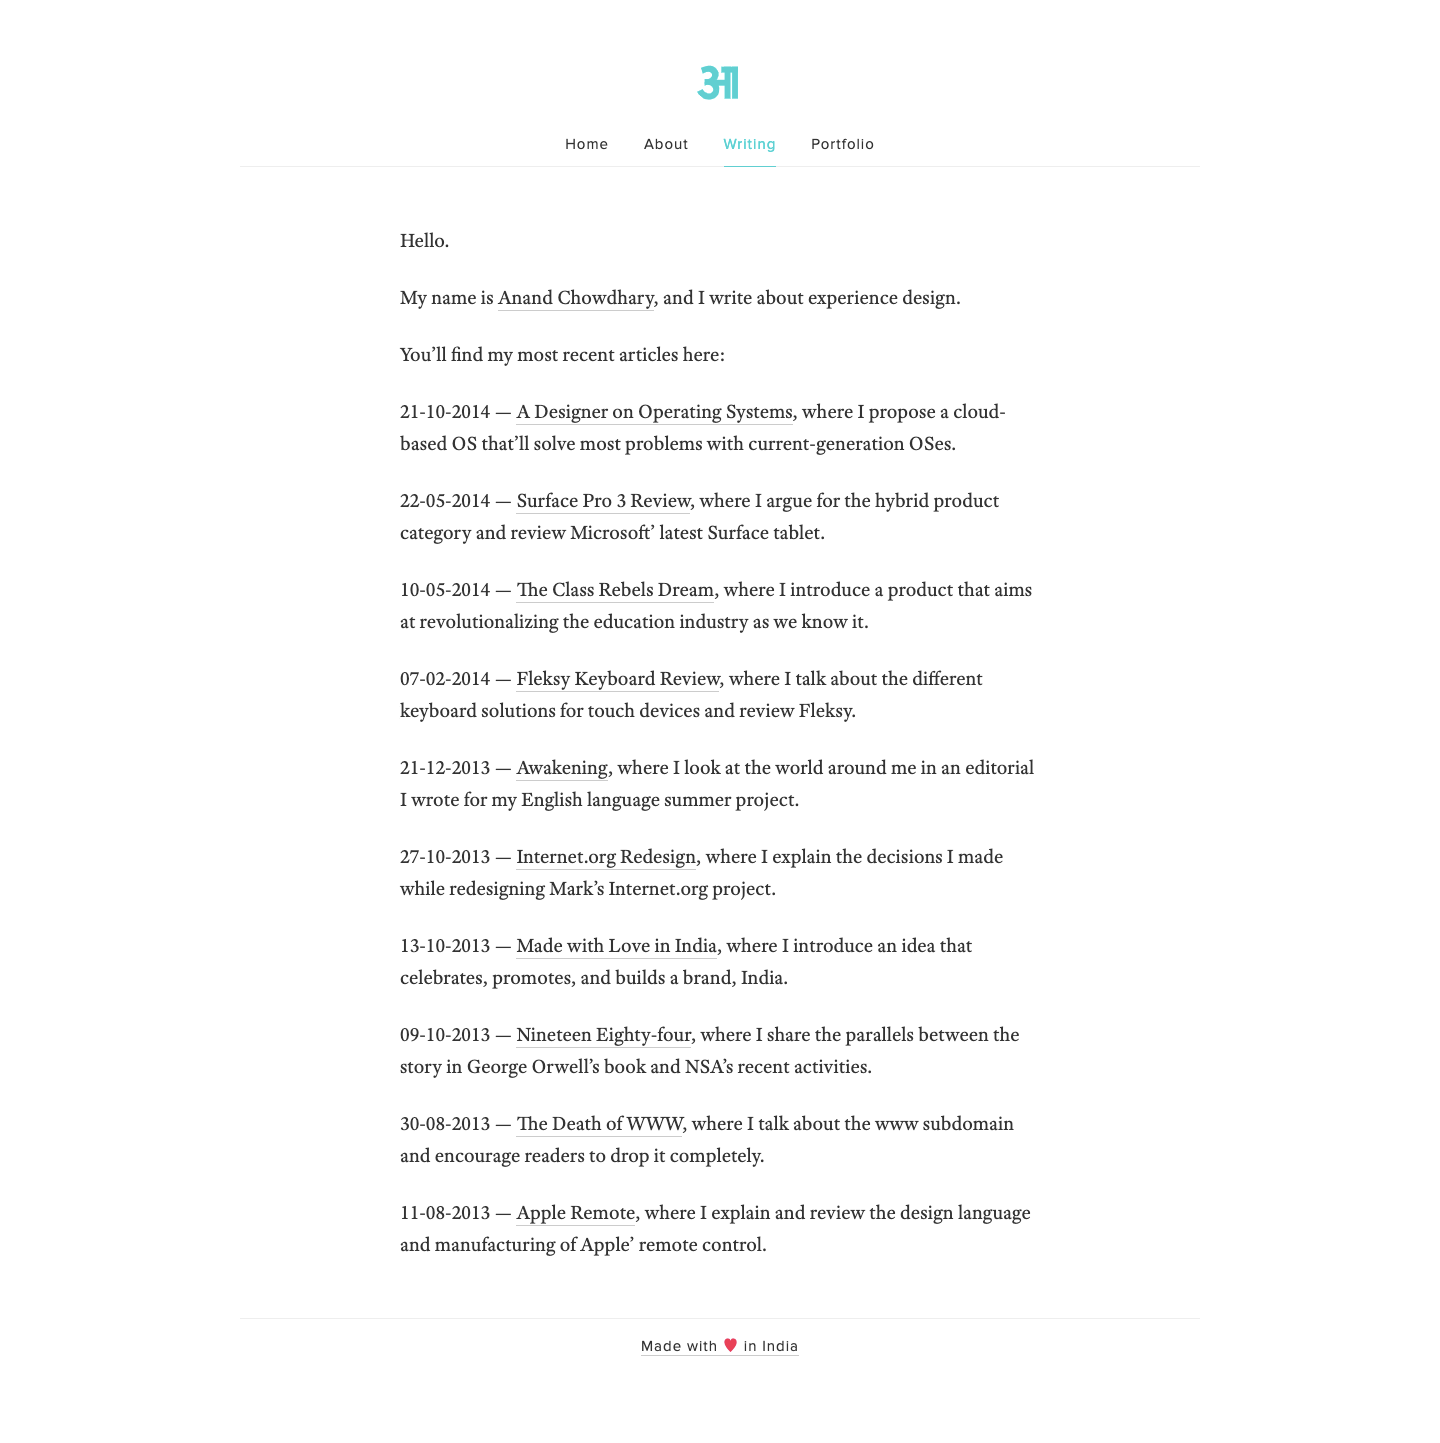 आ
Home About Writing Portfolio
Hello.
My name is Anand Chowdhary, and I write about experience design.
You’ll find my most recent articles here:
21-10-2014 — A Designer on Operating Systems, where I propose a cloud-
based OS that’ll solve most problems with current-generation OSes.
22-05-2014 — Surface Pro 3 Review, where I argue for the hybrid product
category and review Microsoft’ latest Surface tablet.
10-05-2014 — The Class Rebels Dream, where I introduce a product that aims
at revolutionalizing the education industry as we know it.
07-02-2014 — Fleksy Keyboard Review, where I talk about the different
keyboard solutions for touch devices and review Fleksy.
21-12-2013 — Awakening, where I look at the world around me in an editorial
I wrote for my English language summer project.
27-10-2013 — Internet.org Redesign, where I explain the decisions I made
while redesigning Mark’s Internet.org project.
13-10-2013 — Made with Love in India, where I introduce an idea that
celebrates, promotes, and builds a brand, India.
09-10-2013 — Nineteen Eighty-four, where I share the parallels between the
story in George Orwell’s book and NSA’s recent activities.
30-08-2013 — The Death of WWW, where I talk about the www subdomain
and encourage readers to drop it completely.
11-08-2013 — Apple Remote, where I explain and review the design language
and manufacturing of Apple’ remote control.
Made with ♥ in India